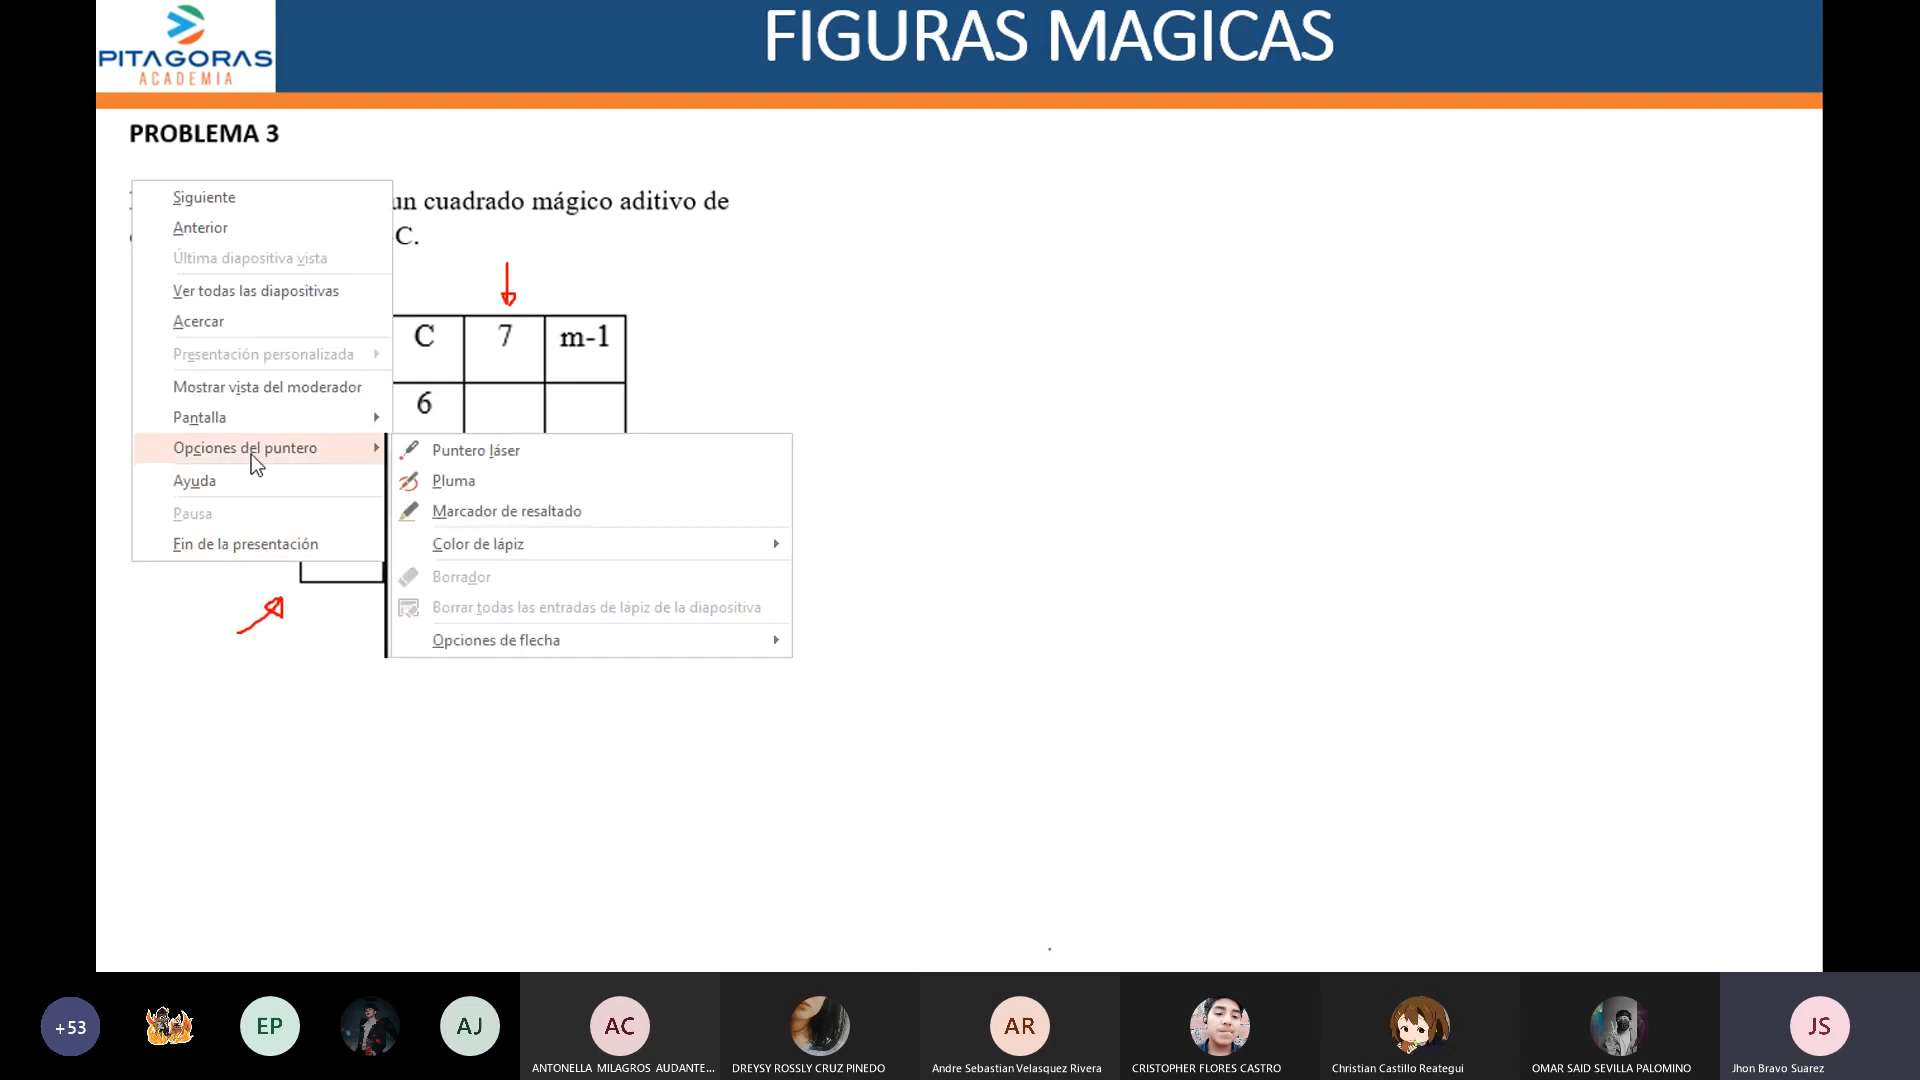 PITAGORAS
ACADEMIA
FIGURAS MAGICAS
PROBLEMA 3
un cuadrado mágico aditivo de
C.
C 7 m-1
6
Siguiente
Anterior
Última diapositiva vista
Ver todas las diapositivas
Acercar
Presentación personalizada
Mostrar vista del moderador
Pantalla
Opciones del puntero
Ayuda
Pausa
Fin de la presentación
Puntero láser
Pluma
Marcador de resaltado
Color de lápiz
Borrador
Borrar todas las entradas de lápiz de la diapositiva
Opciones de flecha
+53
EP
AJ
AC
AR
JS
ANTONELLA MILAGROS AUDANTE...
DREYSY ROSSLY CRUZ PINEDO
Andre Sebastian Velasquez Rivera
CRISTOPHER FLORES CASTRO
Christian Castillo Reategui
OMAR SAID SEVILLA PALOMINO
Jhon Bravo Suarez